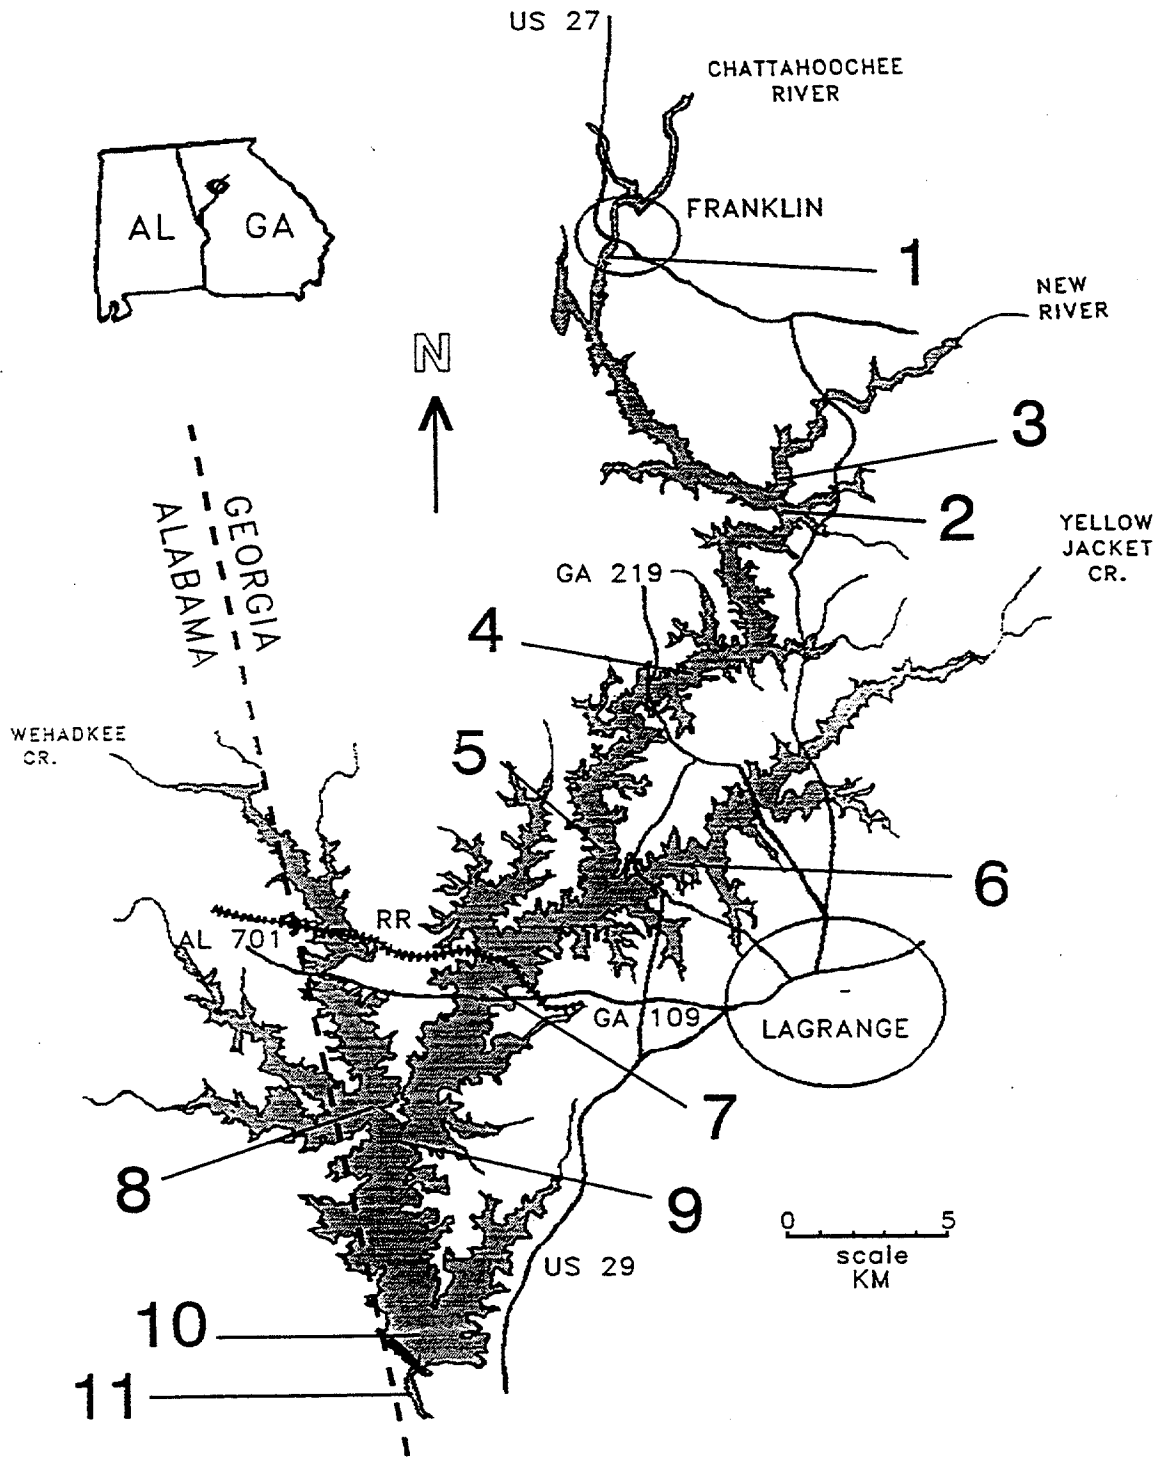 US 27
CHATTAHOOCHEE
RIVER
FRANKLIN
AL
GA
1
NEW
RIVER
N
3
2
GEORGIA
ALABAMA
YELLOW
JACKET
CR.
GA 219
4
WEHADKEE
CR.
5
6
RR
AL 701
GA 109
LAGRANGE
7
8
9
0 5
scale
KM
US 29
10
11